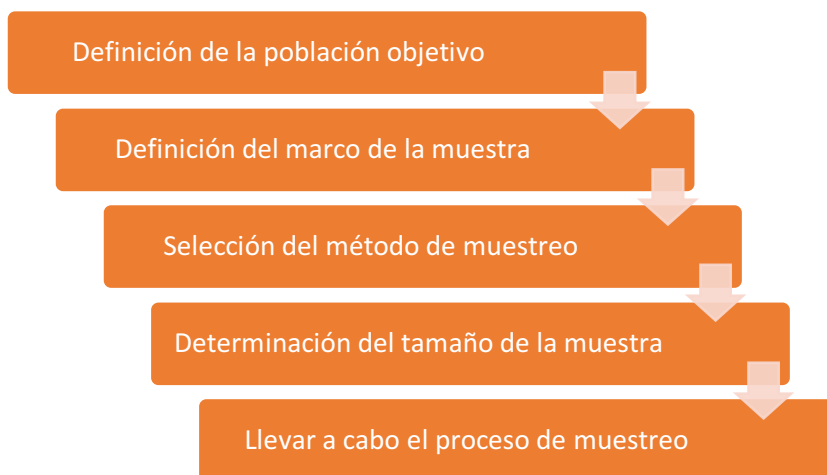 Definición de la población objetivo
Definición del marco de la muestra
Selección del método de muestreo
Determinación del tamaño de la muestra
Llevar a cabo el proceso de muestreo